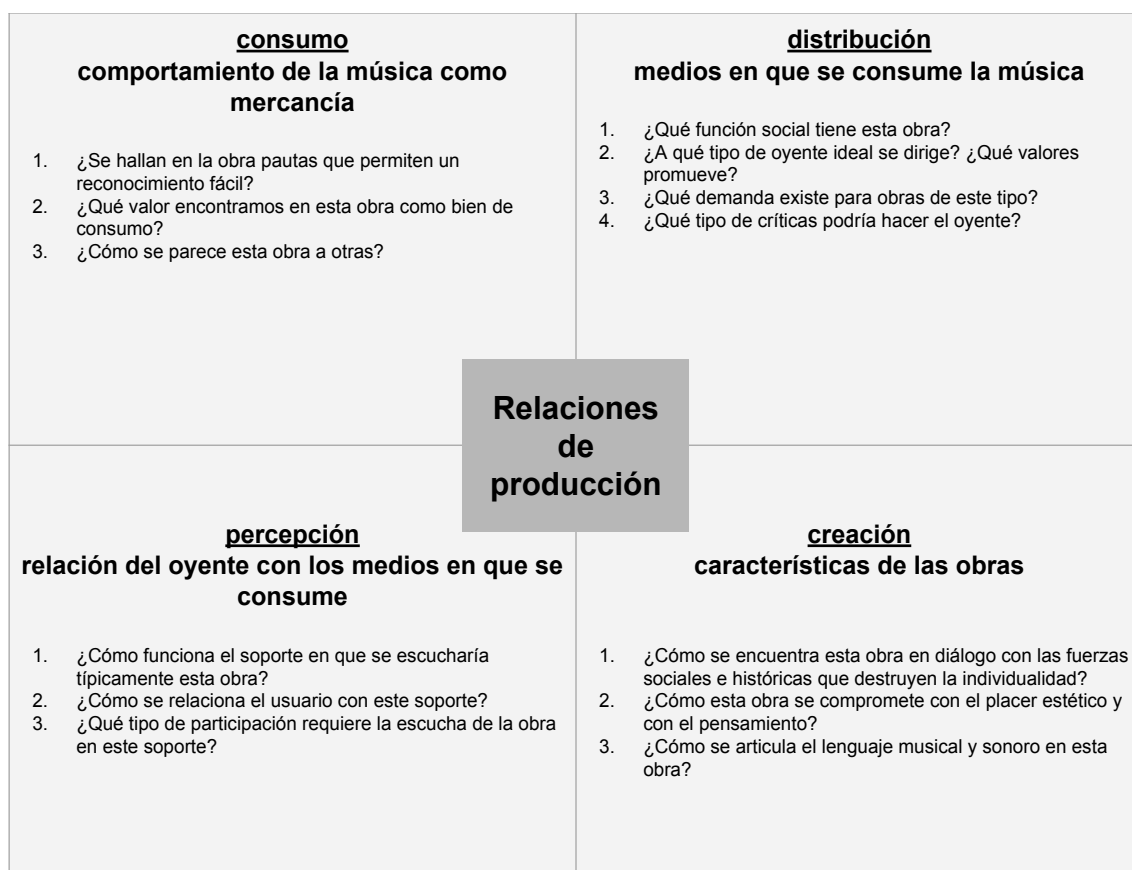 consumo
comportamiento de la música como
mercancía
1. ¿Se hallan en la obra pautas que permiten un
reconocimiento fácil?
2. ¿Qué valor encontramos en esta obra como bien de
consumo?
3. ¿Cómo se parece esta obra a otras?
distribución
medios en que se consume la música
1. ¿Qué función social tiene esta obra?
2. ¿A qué tipo de oyente ideal se dirige? ¿Qué valores
promueve?
3. ¿Qué demanda existe para obras de este tipo?
4. ¿Qué tipo de críticas podría hacer el oyente?
Relaciones
de
producción
percepción
relación del oyente con los medios en que se
consume
1. ¿Cómo funciona el soporte en que se escucharía
típicamente esta obra?
2. ¿Cómo se relaciona el usuario con este soporte?
3. ¿Qué tipo de participación requiere la escucha de la obra
en este soporte?
creación
características de las obras
1. ¿Cómo se encuentra esta obra en diálogo con las fuerzas
sociales e históricas que destruyen la individualidad?
2. ¿Cómo esta obra se compromete con el placer estético y
con el pensamiento?
3. ¿Cómo se articula el lenguaje musical y sonoro en esta
obra?